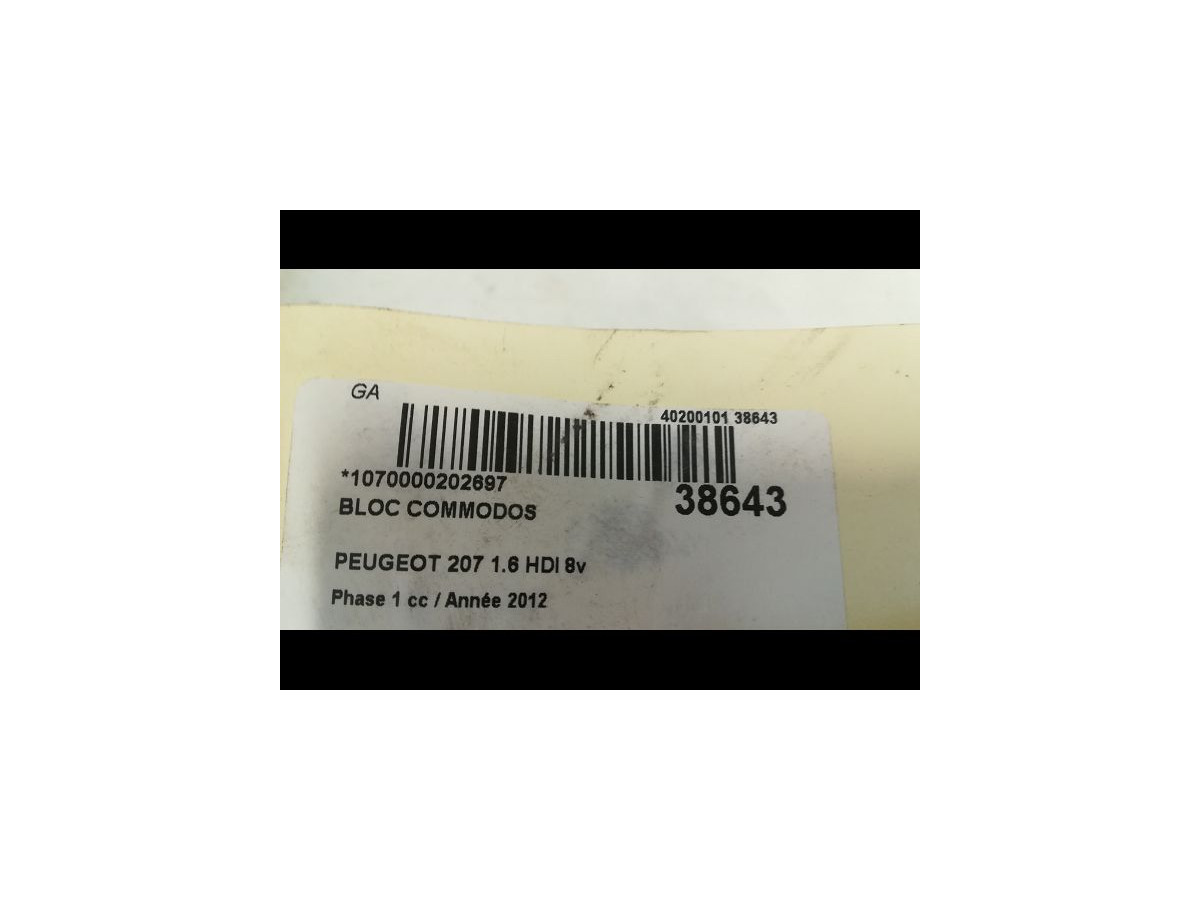 GA
40200101 38643
*1070000202697
38643
BLOC COMMODOS
PEUGEOT 207 1.6 HDI 8v
Phase 1 cc / Année 2012